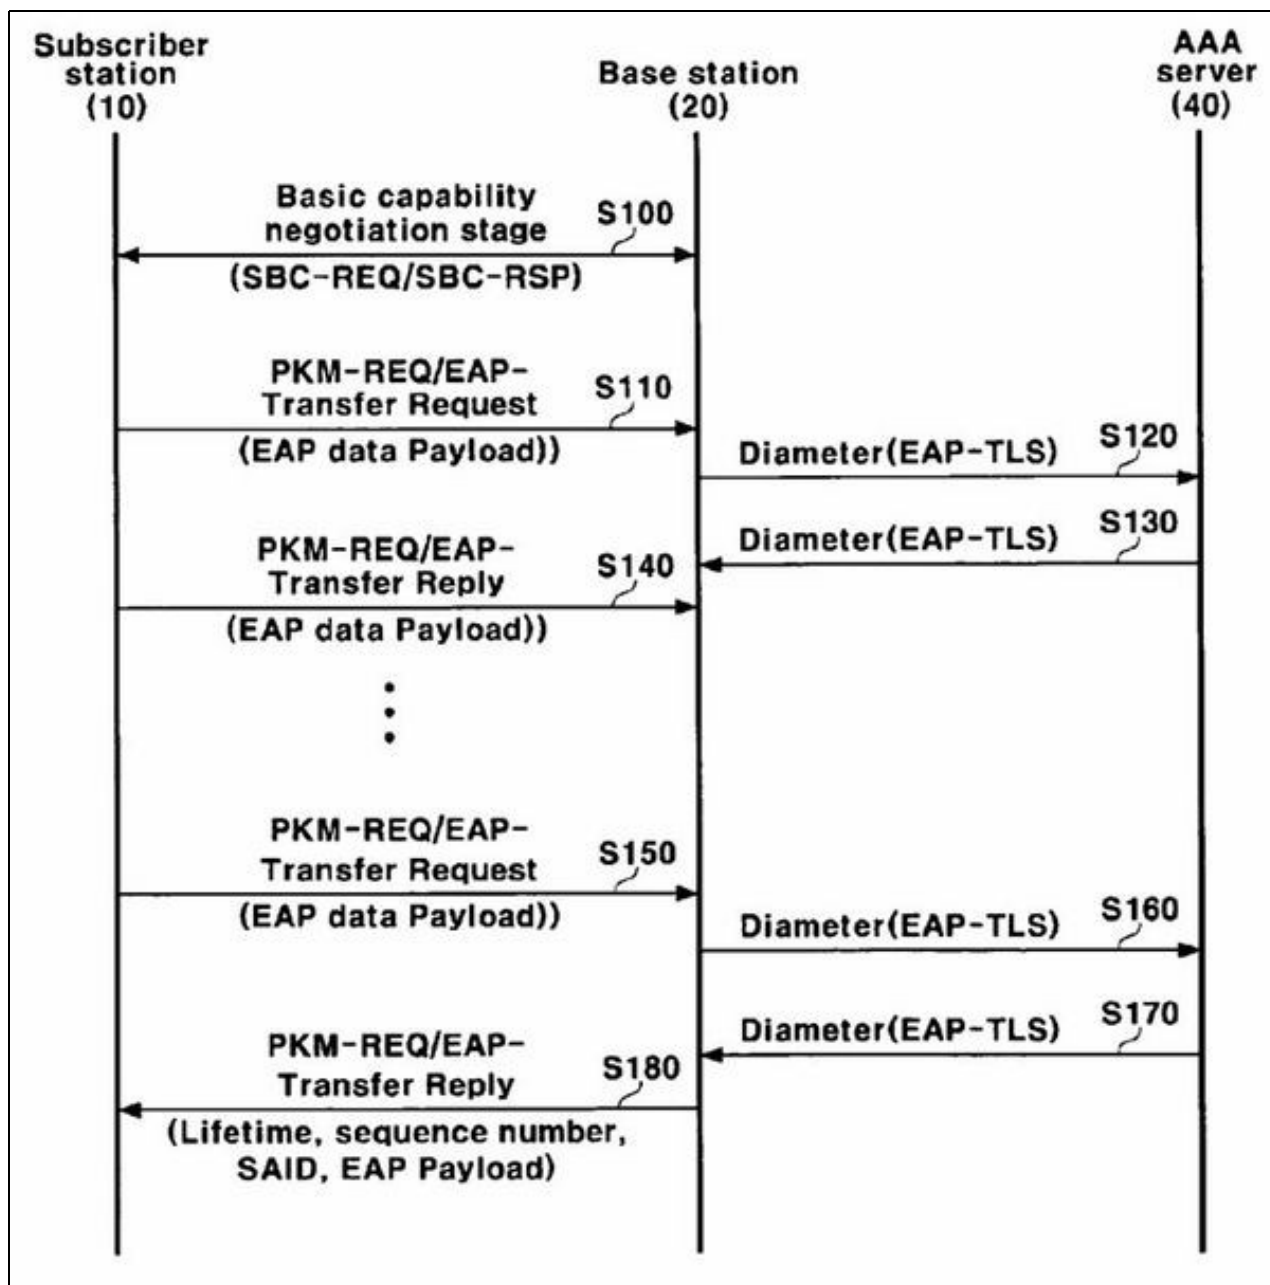 Subscriber
station
(10)
Base station
(20)
AAA
server
(40)
Basic capability
negotiation stage
S100
(SBC-REQ/SBC-RSP)
PKM-REQ/EAP-
Transfer Request
S110
(EAP data Payload))
Diameter(EAP-TLS)
S120
Diameter(EAP-TLS)
S130
PKM-REQ/EAP-
Transfer Reply
S140
(EAP data Payload))
PKM-REQ/EAP-
Transfer Request
S150
(EAP data Payload))
Diameter(EAP-TLS)
S160
Diameter(EAP-TLS)
S170
PKM-REQ/EAP-
Transfer Reply
S180
(Lifetime, sequence number,
SAID, EAP Payload)